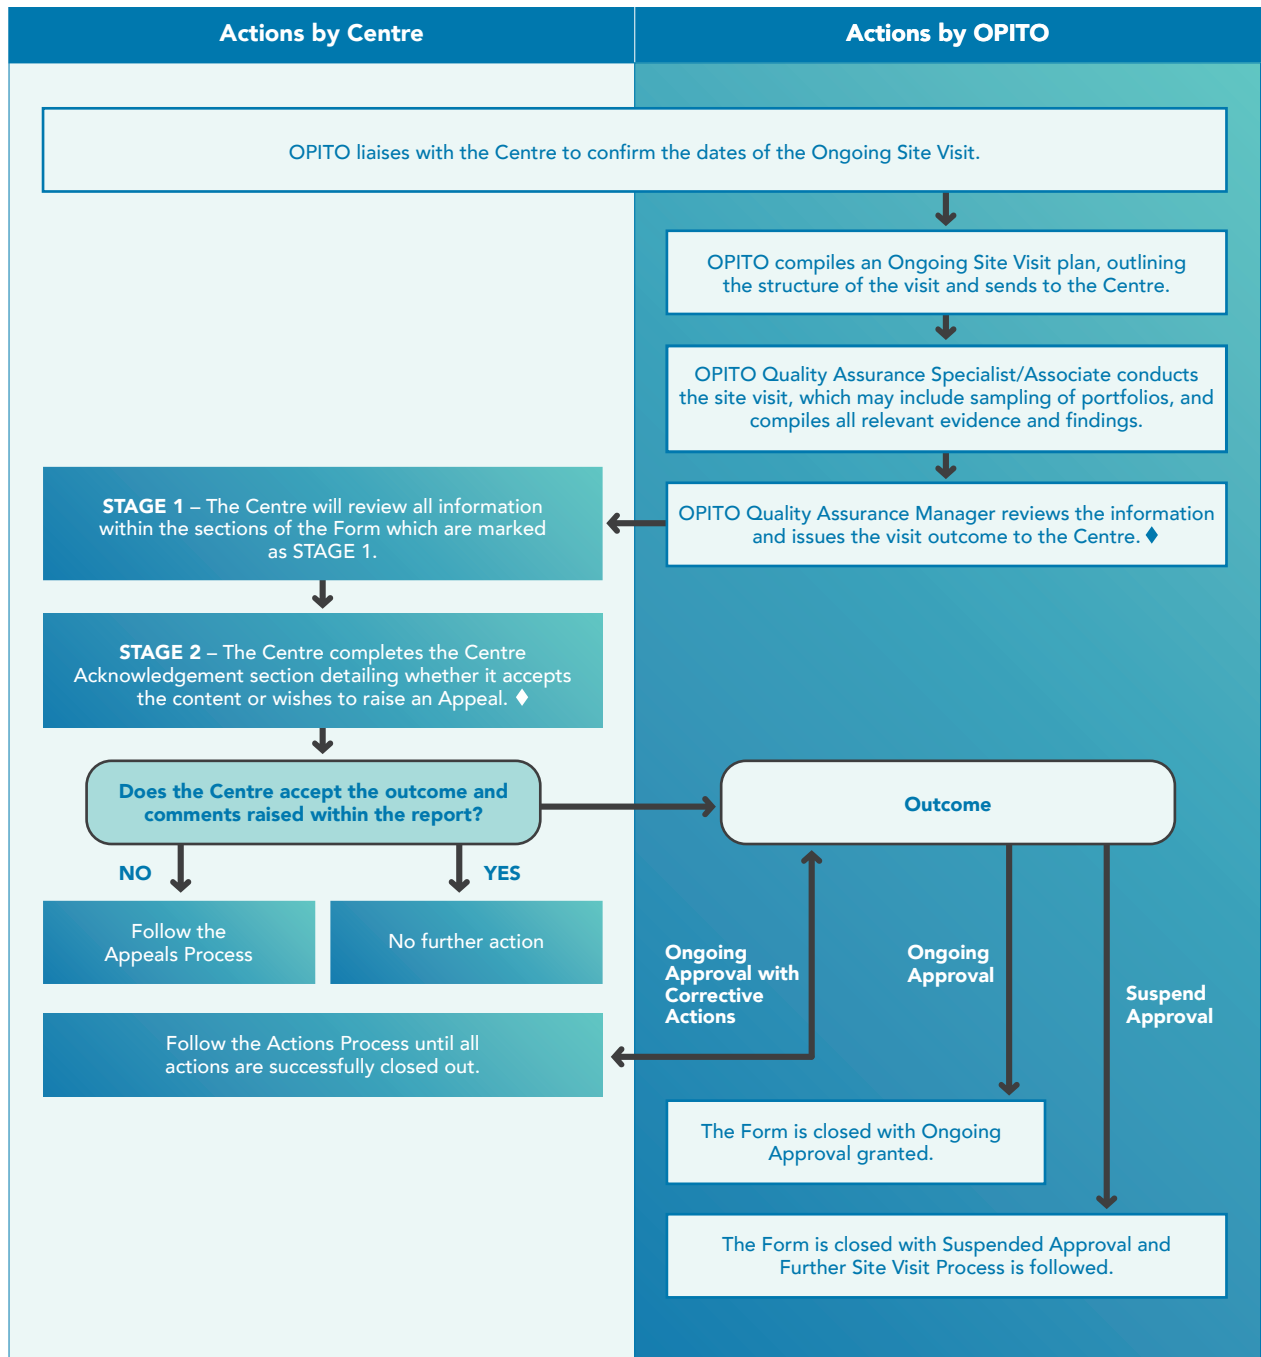 Actions by Centre
Actions by OPITO
OPITO liaises with the Centre to confirm the dates of the Ongoing Site Visit.
OPITO compiles an Ongoing Site Visit plan, outlining
the structure of the visit and sends to the Centre.
OPITO Quality Assurance Specialist/Associate conducts
the site visit, which may include sampling of portfolios, and
compiles all relevant evidence and findings.
OPITO Quality Assurance Manager reviews the information
and issues the visit outcome to the Centre. ♦
STAGE 1 – The Centre will review all information
within the sections of the Form which are marked
as STAGE 1.
STAGE 2 – The Centre completes the Centre
Acknowledgement section detailing whether it accepts
the content or wishes to raise an Appeal. ♦
Does the Centre accept the outcome and
comments raised within the report?
Outcome
NO
YES
Follow the
Appeals Process
No further action
Ongoing
Approval with
Corrective
Actions
Ongoing
Approval
Suspend
Approval
Follow the Actions Process until all
actions are successfully closed out.
The Form is closed with Ongoing
Approval granted.
The Form is closed with Suspended Approval and
Further Site Visit Process is followed.